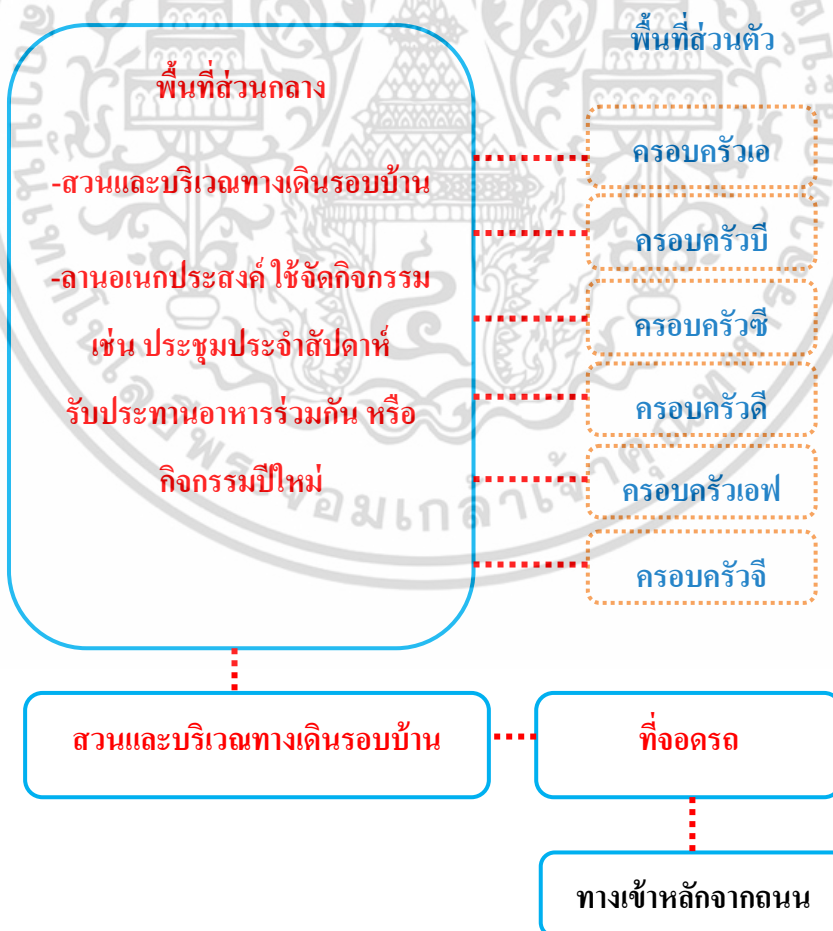 พื้นที่ส่วนกลาง
-สวนและบริเวณทางเดินรอบบ้าน
-ลานอเนกประสงค์ ใช้จัดกิจกรรม
เช่น ประชุมประจำสัปดาห์
รับประทานอาหารร่วมกัน หรือ
กิจกรรมปีใหม่
พื้นที่ส่วนตัว
ครอบครัวเอ
ครอบครัวบี
ครอบครัวซี
ครอบครัวดี
ครอบครัวเอฟ
ครอบครัวจี
สวนและบริเวณทางเดินรอบบ้าน
ที่จอดรถ
ทางเข้าหลักจากถนน